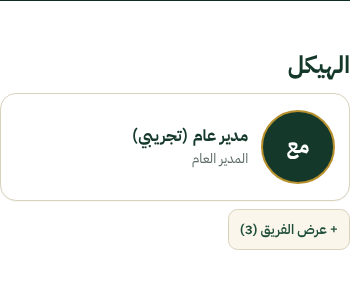 الهيكل
مع
مدير عام (تجريبي)
المدير العام
+ عرض الفريق (3)